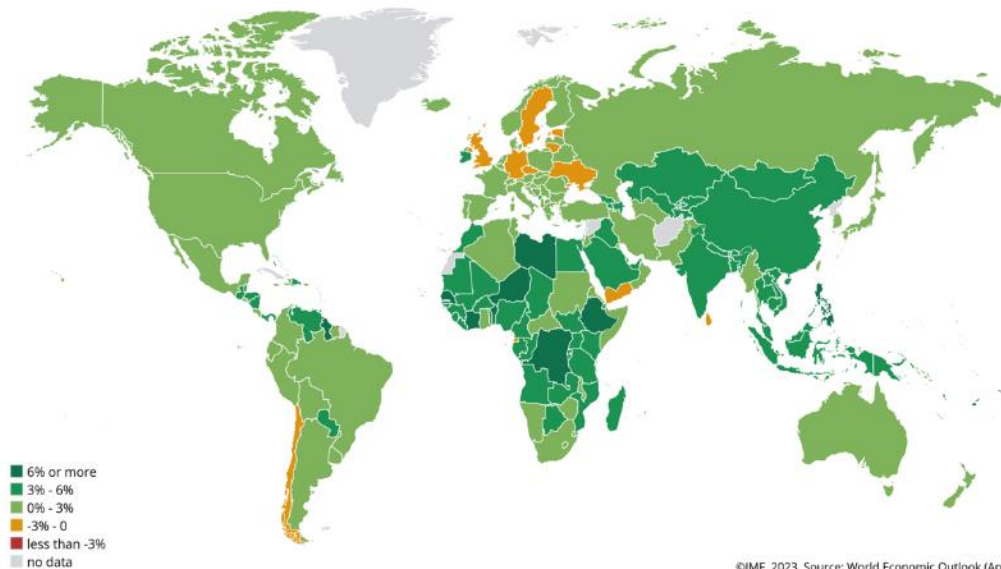 6% or more
3% - 6%
0% - 3%
-3% - 0
less than -3%
no data
©IMF, 2023, Source: World Economic Outlook (Ap